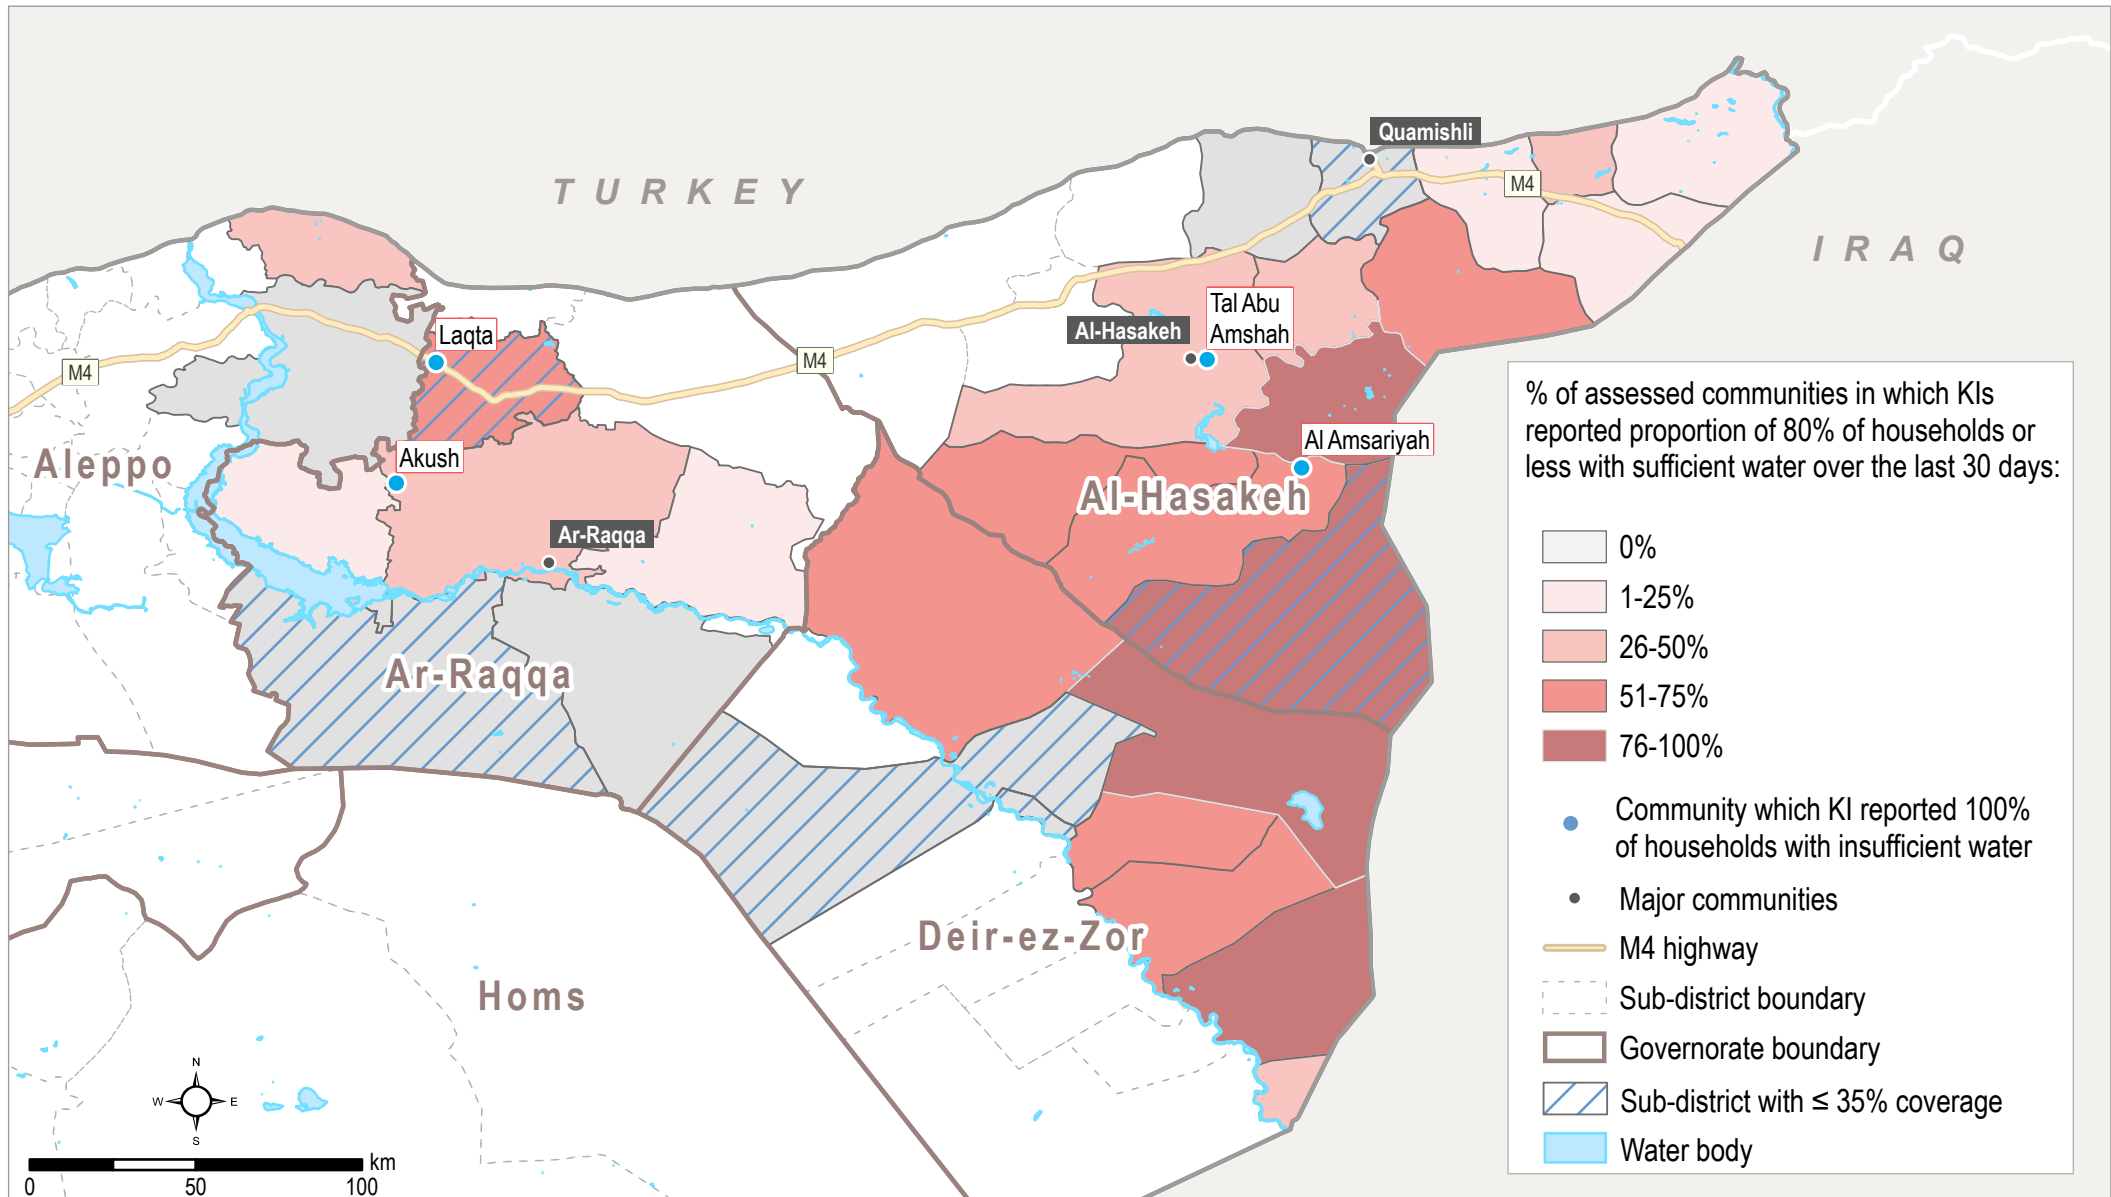 TURKEY
IRAQ
Quamishli
M4
Laqta
Tal Abu
Amshah
Al-Hasakeh
M4
M4
Akush
Al Amsariyah
Aleppo
Al-Hasakeh
Ar-Raqqa
Ar-Raqqa
Deir-ez-Zor
Homs
N
W
E
S
km
0
50
100
% of assessed communities in which KIs
reported proportion of 80% of households or
less with sufficient water over the last 30 days:
0%
1-25%
26-50%
51-75%
76-100%
Community which KI reported 100%
of households with insufficient water
Major communities
M4 highway
Sub-district boundary
Governorate boundary
Sub-district with ≤ 35% coverage
Water body